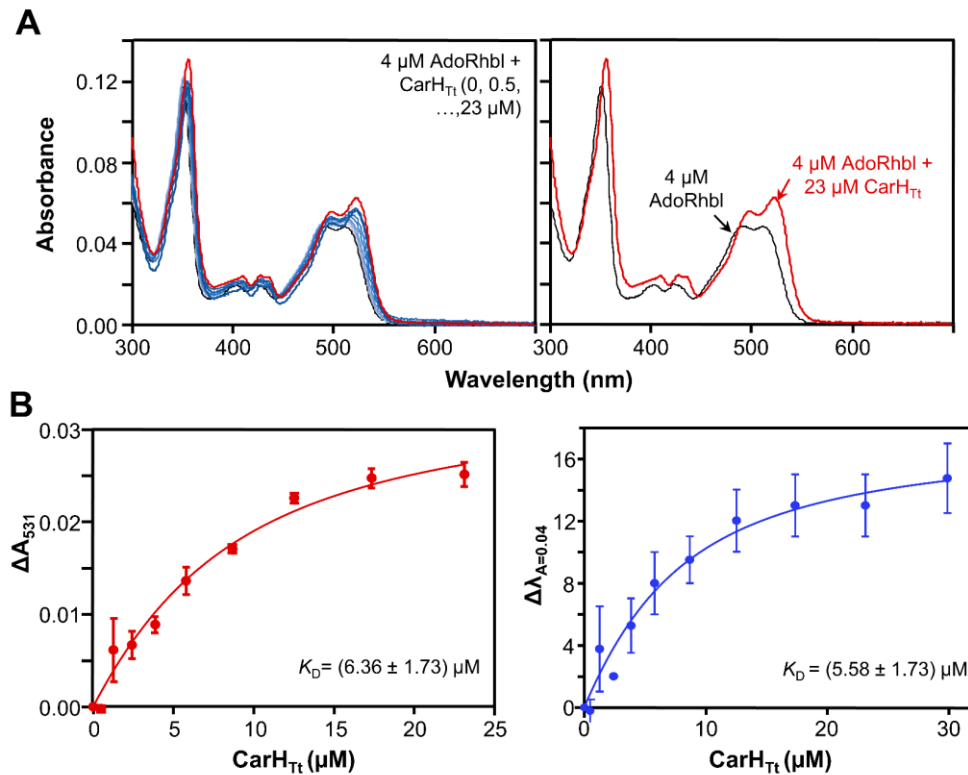 A
0.12
0.08
0.04
0.00
Absorbance
4 µM AdoRhbl +
CarH_Tt (0, 0.5,
…,23 µM)
300
400
500
600
4 µM
AdoRhbl
4 µM AdoRhbl +
23 µM CarH_Tt
300
400
500
600
Wavelength (nm)
B
0.03
0.02
0.01
0.00
ΔA_531
K_D = (6.36 ± 1.73) µM
0
5
10
15
20
25
CarH_Tt (µM)
16
12
8
4
0
Δλ_A=0.04
K_D = (5.58 ± 1.73) µM
0
10
20
30
CarH_Tt (µM)